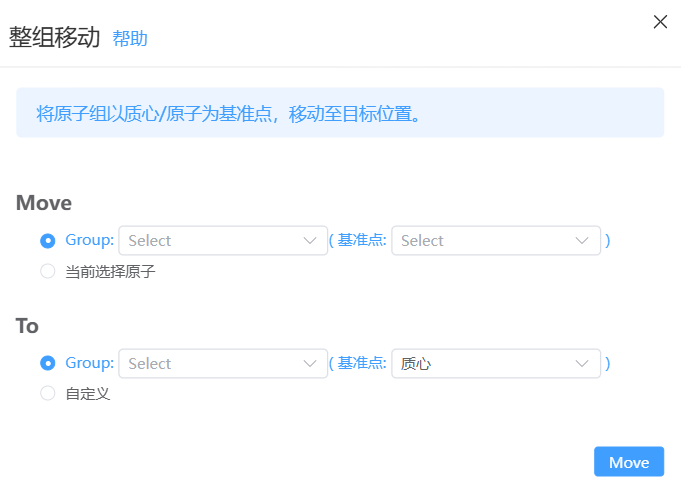 整组移动 帮助
将原子组以质心/原子为基准点，移动至目标位置。
Move
Group: Select ( 基准点: Select )
当前选择原子
To
Group: Select ( 基准点: 质心 )
自定义
Move